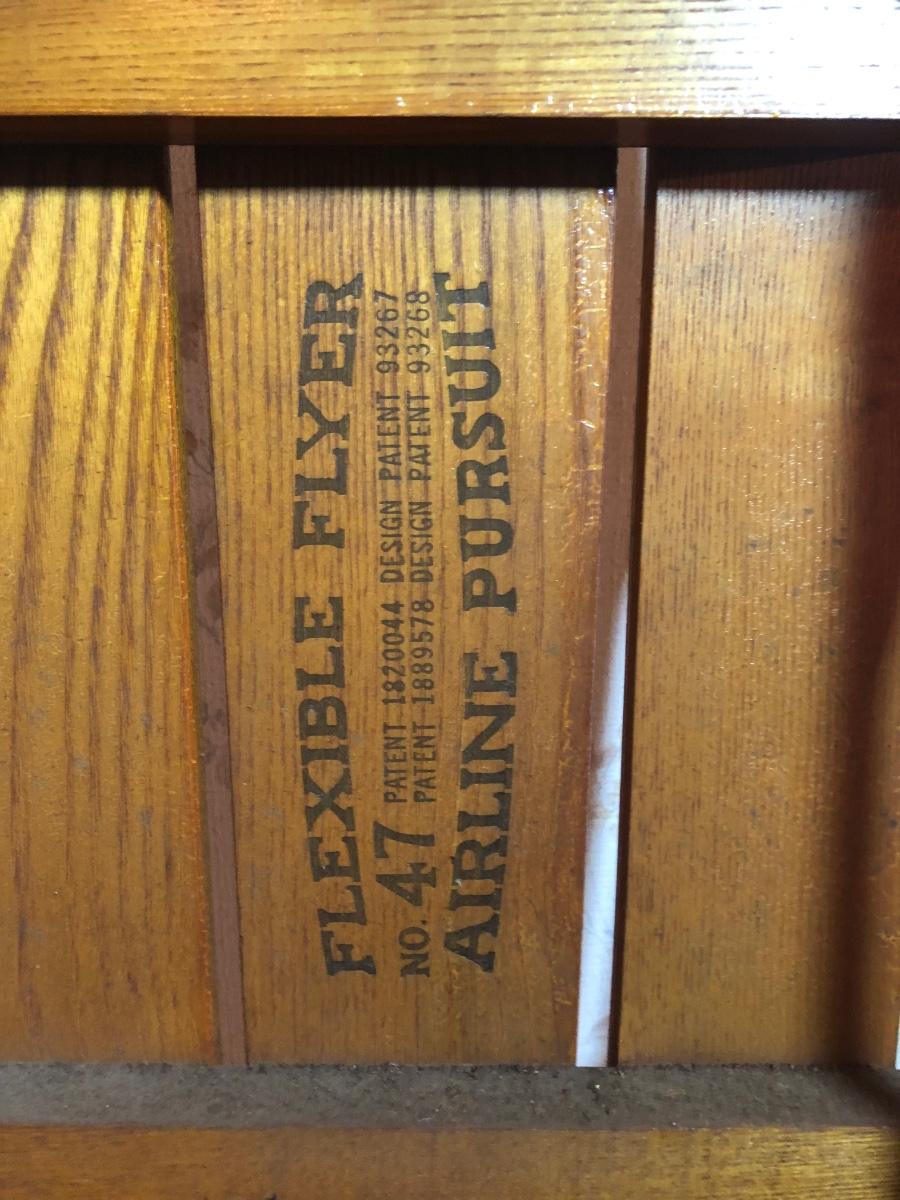 FLEXIBLE FLYER
NO. 47
PATENT 1820044 DESIGN PATENT 93267
PATENT 1889578 DESIGN PATENT 93268
AIRLINE PURSUIT